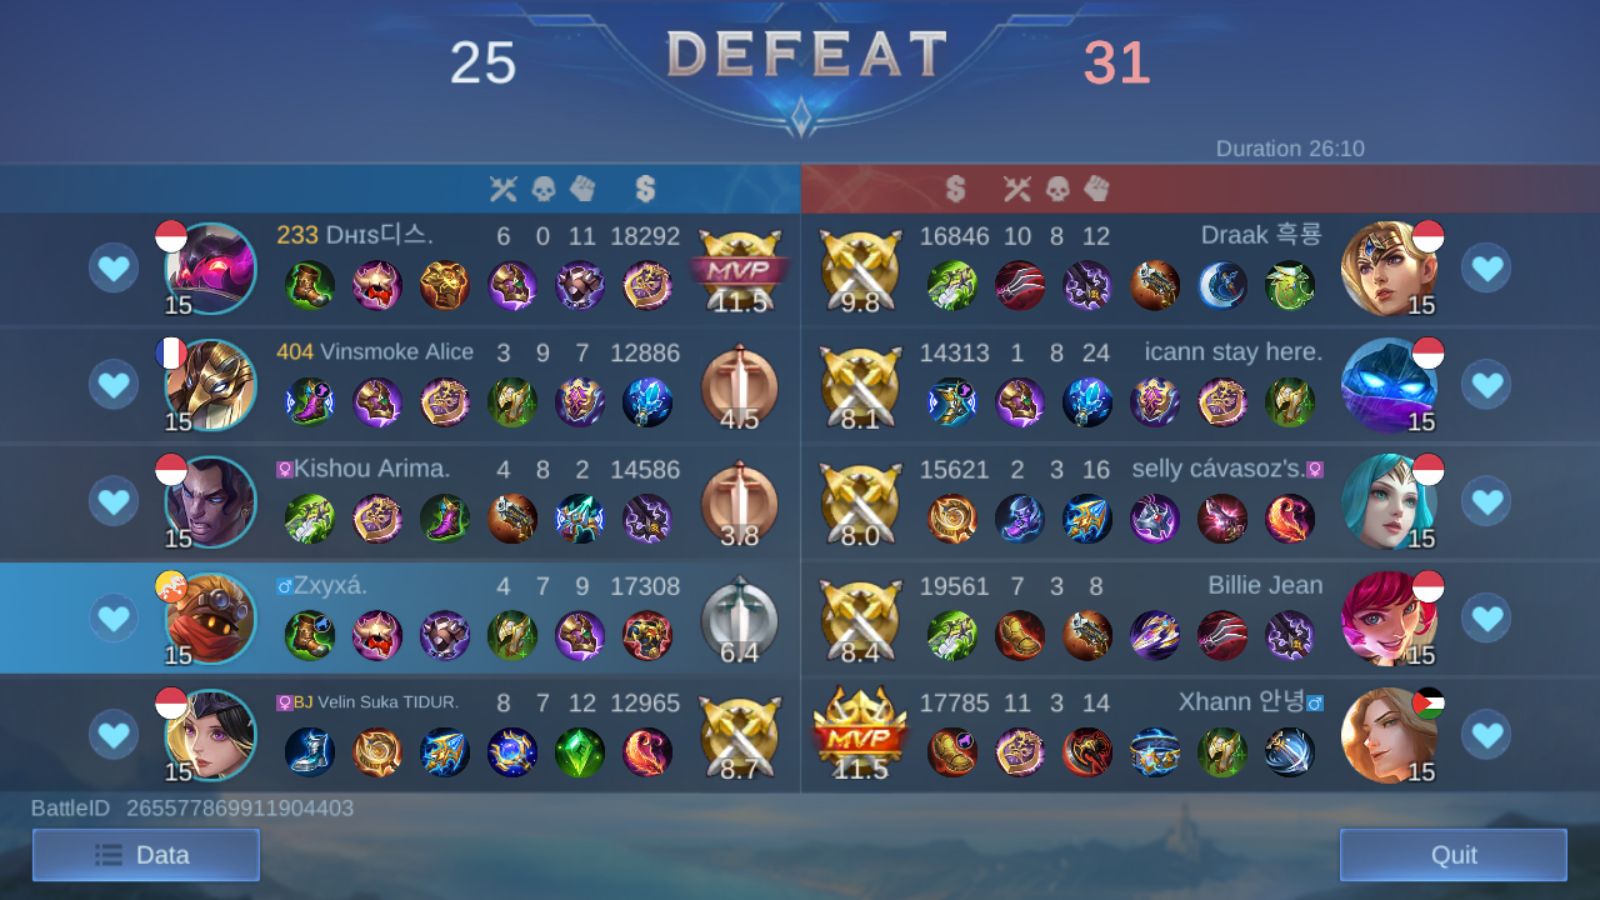 25 DEFEAT 31
Duration 26:10
233 Dʜɪs디스. 6 0 11 18292 MVP 11.5 15
9.8 16846 10 8 12 Draak 흑룡 15
404 Vinsmoke Alice 3 9 7 12886 4.5 15
8.1 14313 1 8 24 icann stay here. 15
♀Kishou Arima. 4 8 2 14586 3.8 15
8.0 15621 2 3 16 selly cávasoz's.♀ 15
♂Zxyxá. 4 7 9 17308 6.4 15
8.4 19561 7 3 8 Billie Jean 15
♀BJ Velin Suka TIDUR. 8 7 12 12965 8.7 15
MVP 11.5 17785 11 3 14 Xhann 안녕♂ 15
BattleID 265577869911904403
Data Quit